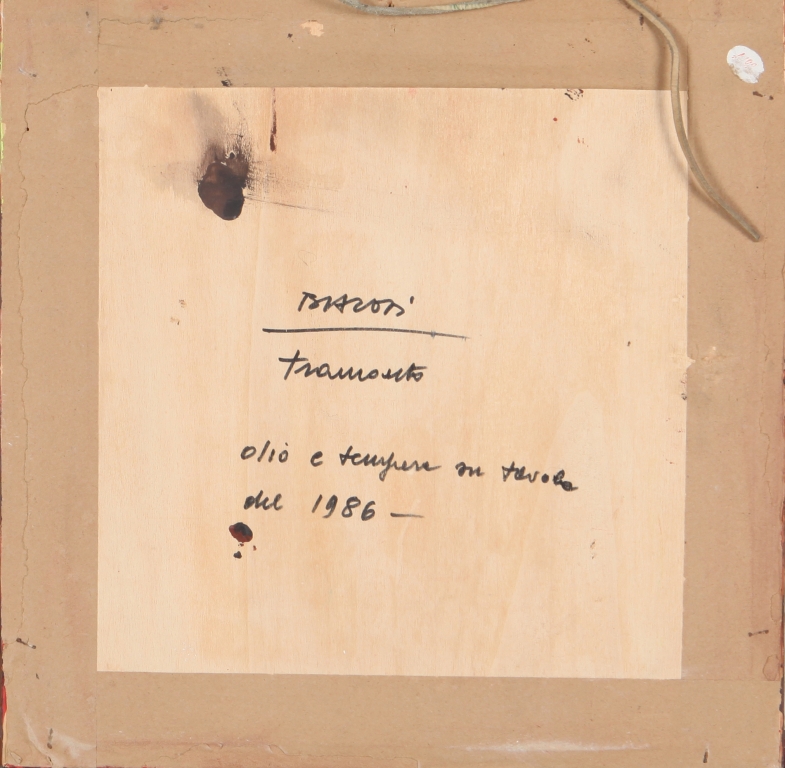 Tramonto
olio e tempera su tavola
del 1986 —